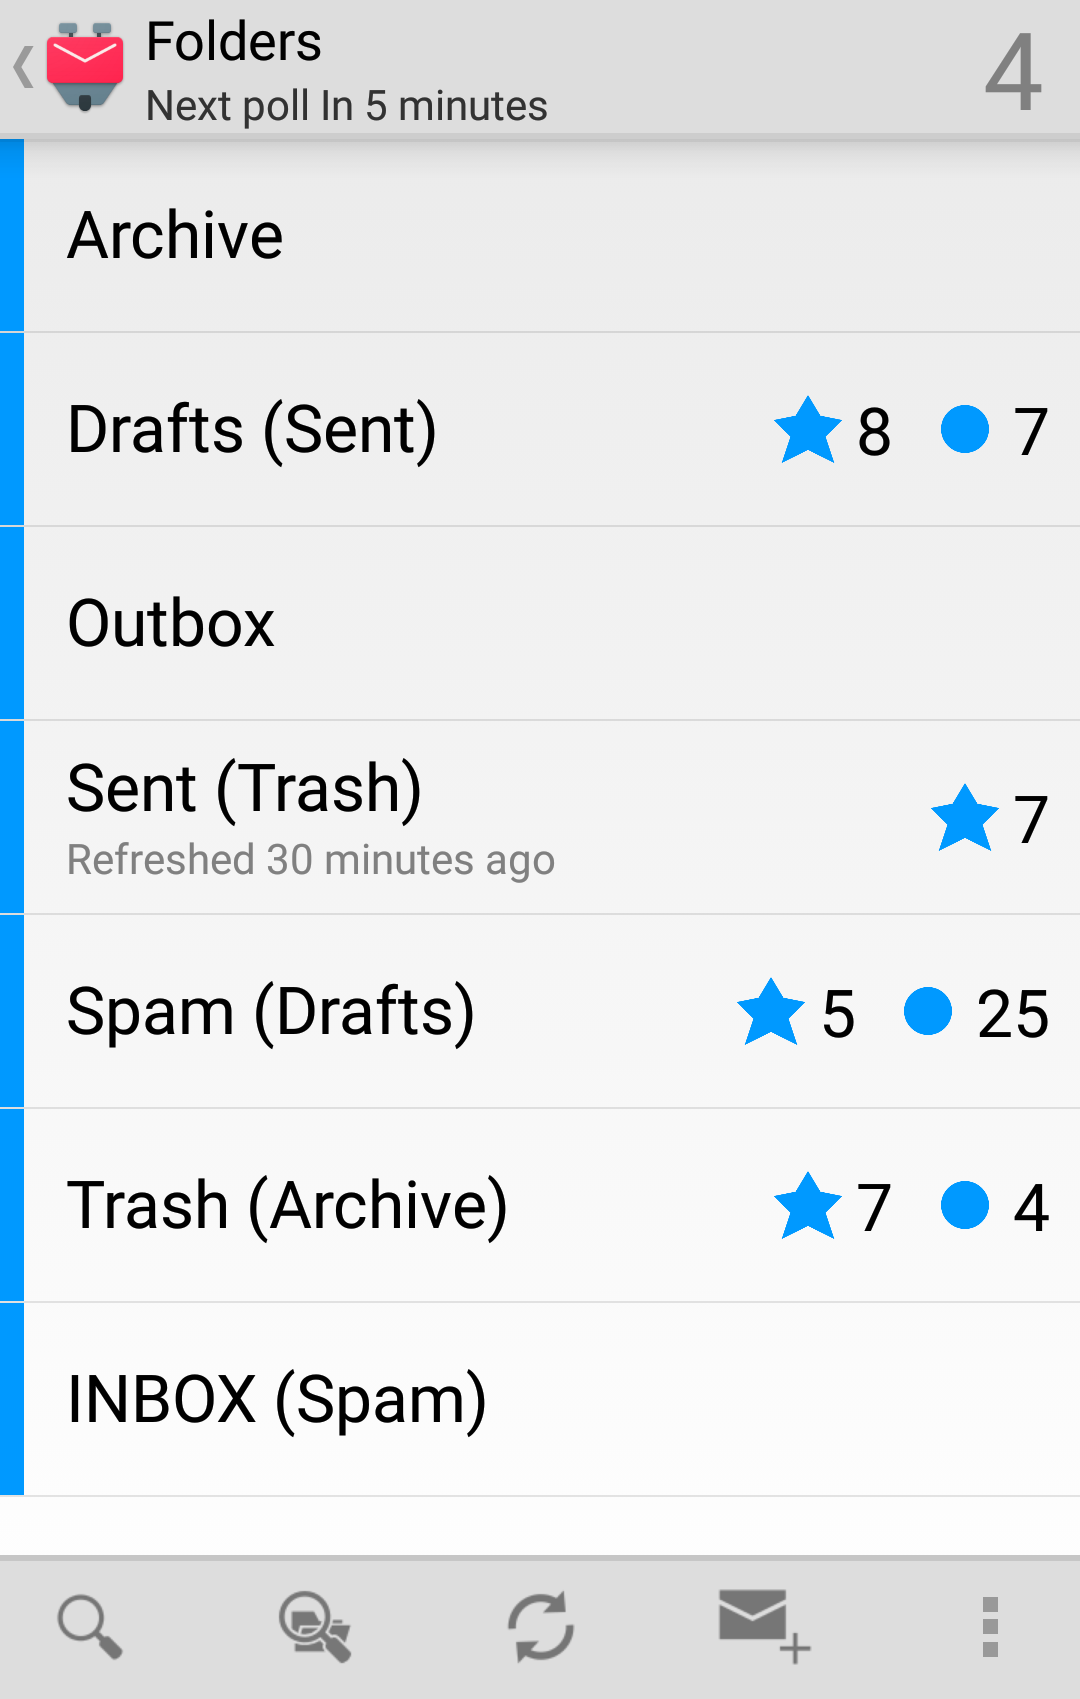 Folders
Next poll In 5 minutes
4
Archive
Drafts (Sent) 8 7
Outbox
Sent (Trash) 7
Refreshed 30 minutes ago
Spam (Drafts) 5 25
Trash (Archive) 7 4
INBOX (Spam)